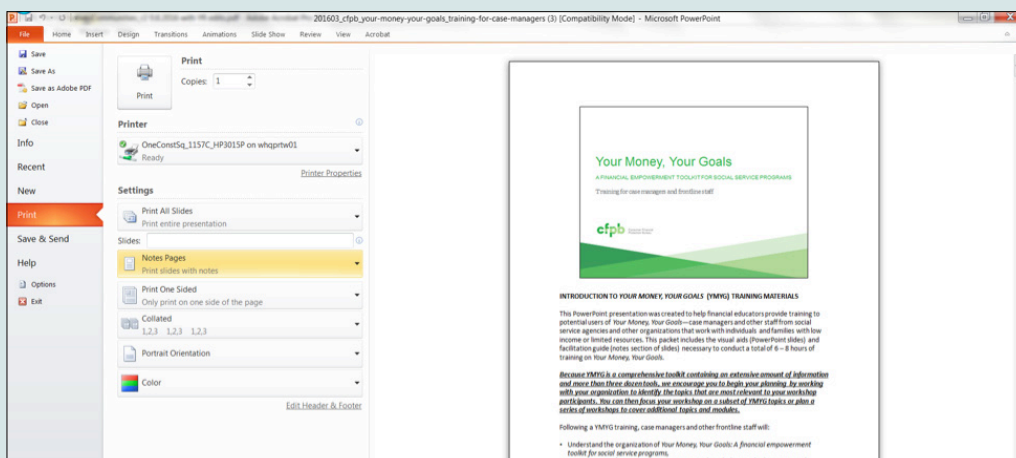 201603_cfpb_your-money-your-goals_training-for-case-managers (3) [Compatibility Mode] - Microsoft PowerPoint
File Home Insert Design Transitions Animations Slide Show Review View Acrobat
Save
Save As
Save as Adobe PDF
Open
Close
Info
Recent
New
Print
Save & Send
Help
Options
Exit
Print
Print
Copies: 1
Printer
OneConstSq_1157C_HP3015P on whqprtw01
Ready
Printer Properties
Settings
Print All Slides
Print entire presentation
Slides:
Notes Pages
Print slides with notes
Print One Sided
Only print on one side of the page
Collated
1,2,3 1,2,3 1,2,3
Portrait Orientation
Color
Edit Header & Footer
Your Money, Your Goals
A FINANCIAL EMPOWERMENT TOOLKIT FOR SOCIAL SERVICE PROGRAMS
Training for case managers and frontline staff
cfpb
INTRODUCTION TO YOUR MONEY, YOUR GOALS (YMYG) TRAINING MATERIALS
This PowerPoint presentation was created to help financial educators provide training to
potential users of Your Money, Your Goals—case managers and other staff from social
service agencies and other organizations that work with individuals and families with low
income or limited resources. This packet includes the visual aids (PowerPoint slides) and
facilitation guide (notes section of slides) necessary to conduct a total of 6 – 8 hours of
training on Your Money, Your Goals.
Because YMYG is a comprehensive toolkit containing an extensive amount of information
and more than three dozen tools, we encourage you to begin your planning by working
with your organization to identify the topics that are most relevant to your workshop
participants. You can then focus your workshop on a subset of YMYG topics or plan a
series of workshops to cover additional topics and modules.
Following a YMYG training, case managers and other frontline staff will:
• Understand the organization of Your Money, Your Goals: A financial empowerment
toolkit for social service programs,